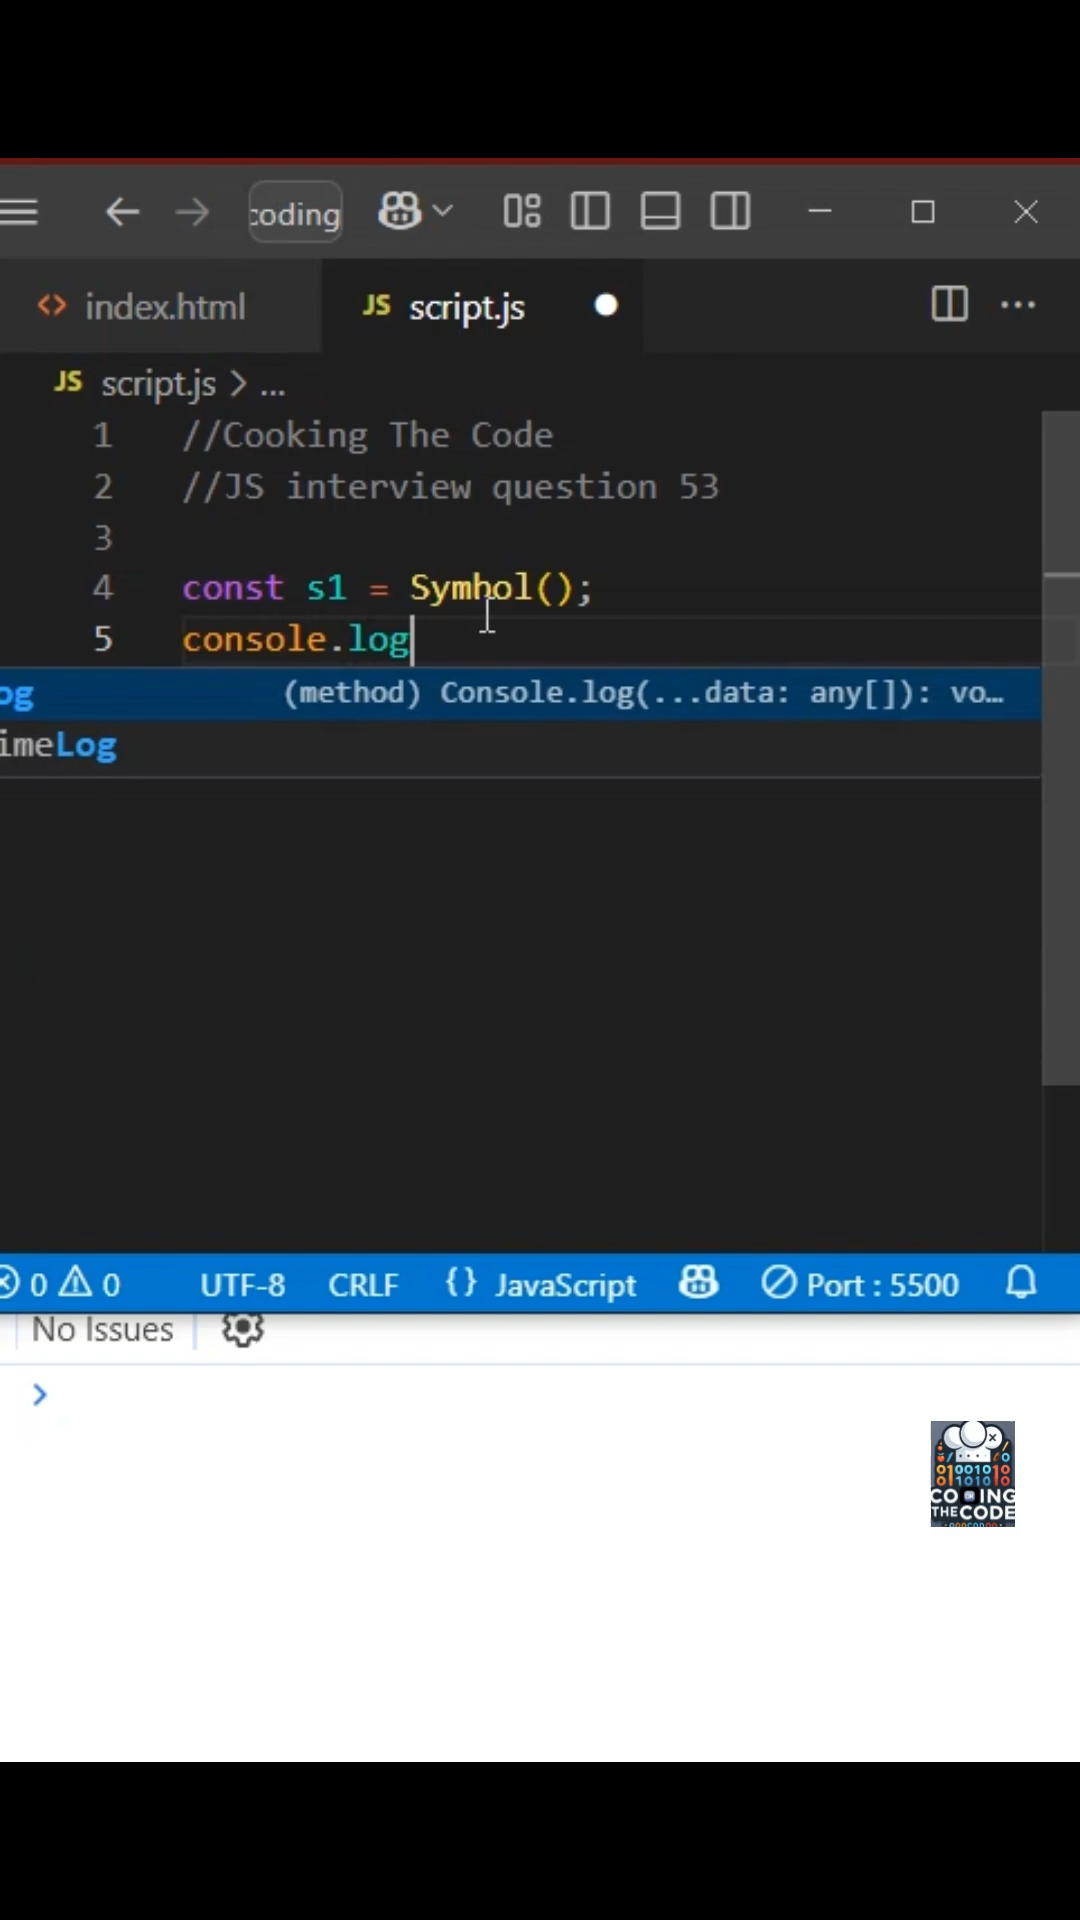 coding
index.html
JS script.js
JS script.js > ...
1 //Cooking The Code
2 //JS interview question 53
3
4 const s1 = Symbol();
5 console.log
og (method) Console.log(...data: any[]): vo…
imeLog
0 0 UTF-8 CRLF {} JavaScript Port : 5500
No Issues
>
THE CODE